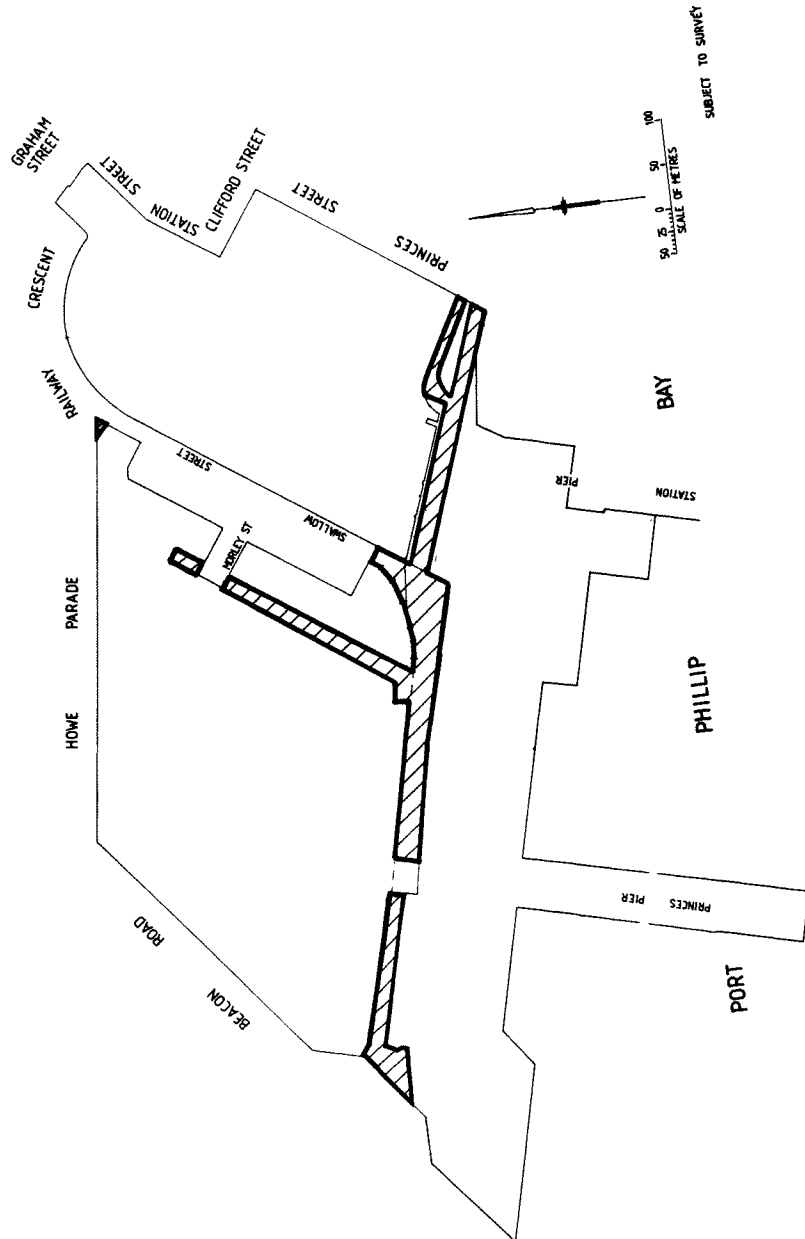 GRAHAM
STREET
STREET
STATION
CLIFFORD STREET
CRESCENT
RAILWAY
STREET
PRINCES
STREET
SWALLOW
MORLEY ST
HOWE PARADE
BEACON ROAD
50 25 0 50 100
SCALE OF METRES
SUBJECT TO SURVEY
STATION PIER
PRINCES PIER
PORT PHILLIP BAY